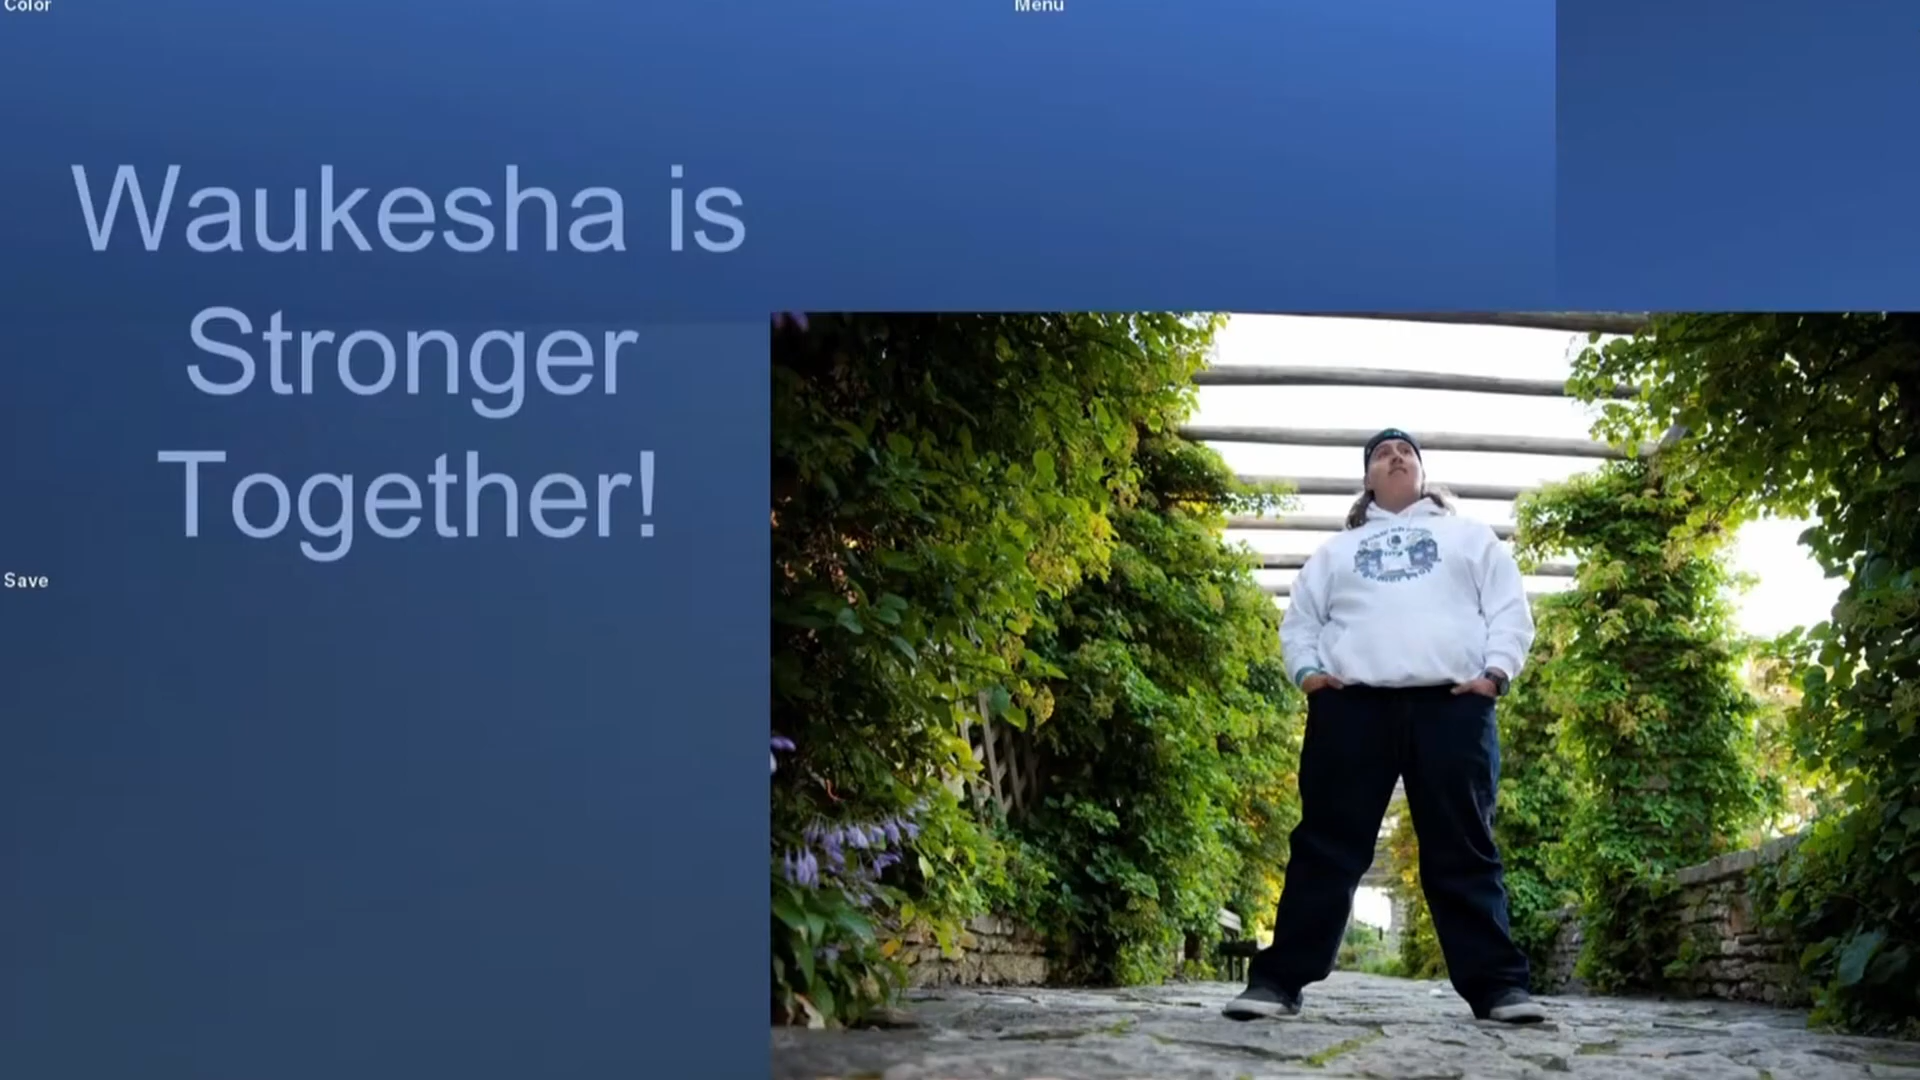 Color
Menu
Waukesha is
Stronger
Together!
Save